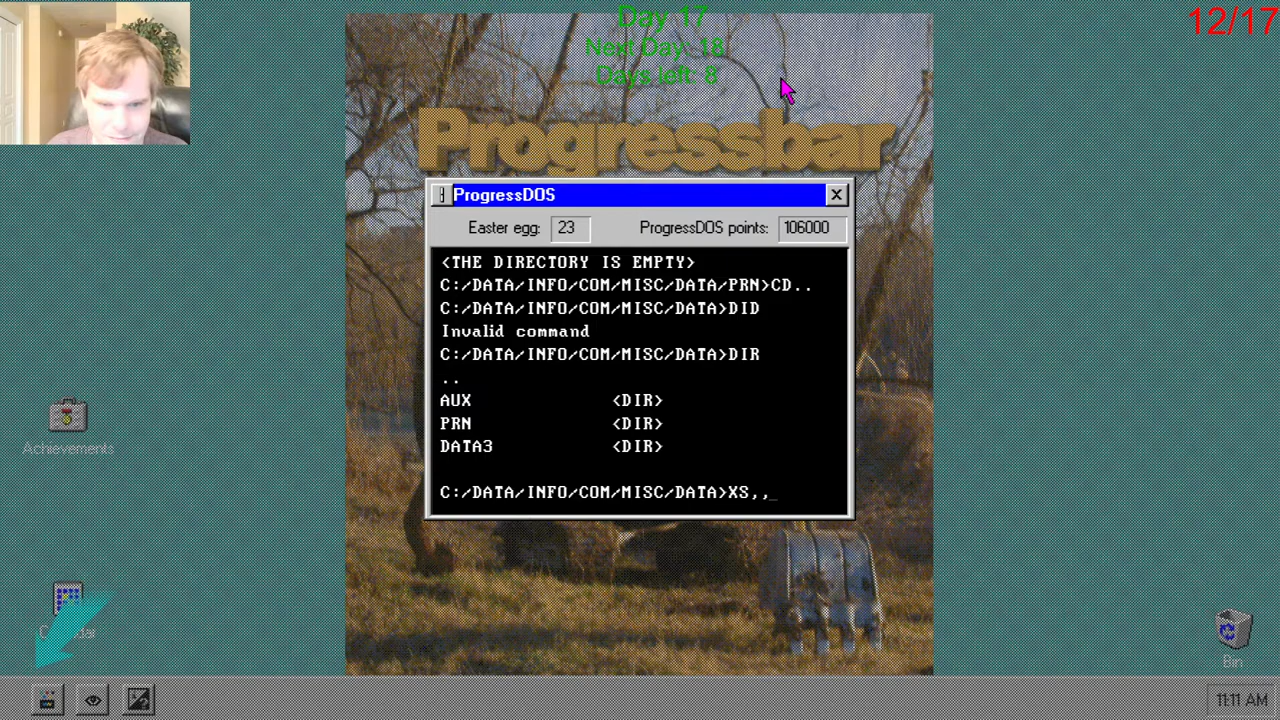 Day 17
12/17
Next Day: 18
Days left: 8
Progressbar
ProgressDOS
Easter egg: 23 ProgressDOS points: 106000
<THE DIRECTORY IS EMPTY>
C:/DATA/INFO/COM/MISC/DATA/PRN>CD..
C:/DATA/INFO/COM/MISC/DATA>DID
Invalid command
C:/DATA/INFO/COM/MISC/DATA>DIR
..
AUX <DIR>
PRN <DIR>
DATA3 <DIR>
C:/DATA/INFO/COM/MISC/DATA>XS,,_
Achievements
Bin
11:11 AM